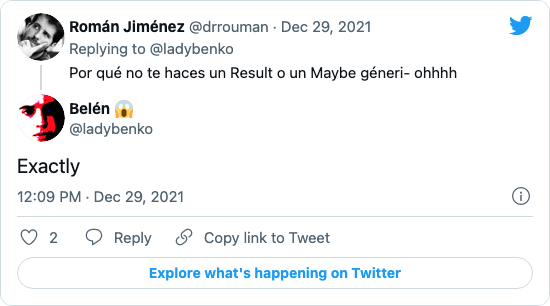 Román Jiménez @drrouman · Dec 29, 2021
Replying to @ladybenko
Por qué no te haces un Result o un Maybe géneri- ohhhh
Belén 😱
@ladybenko
Exactly
12:09 PM · Dec 29, 2021
2 Reply Copy link to Tweet
Explore what's happening on Twitter